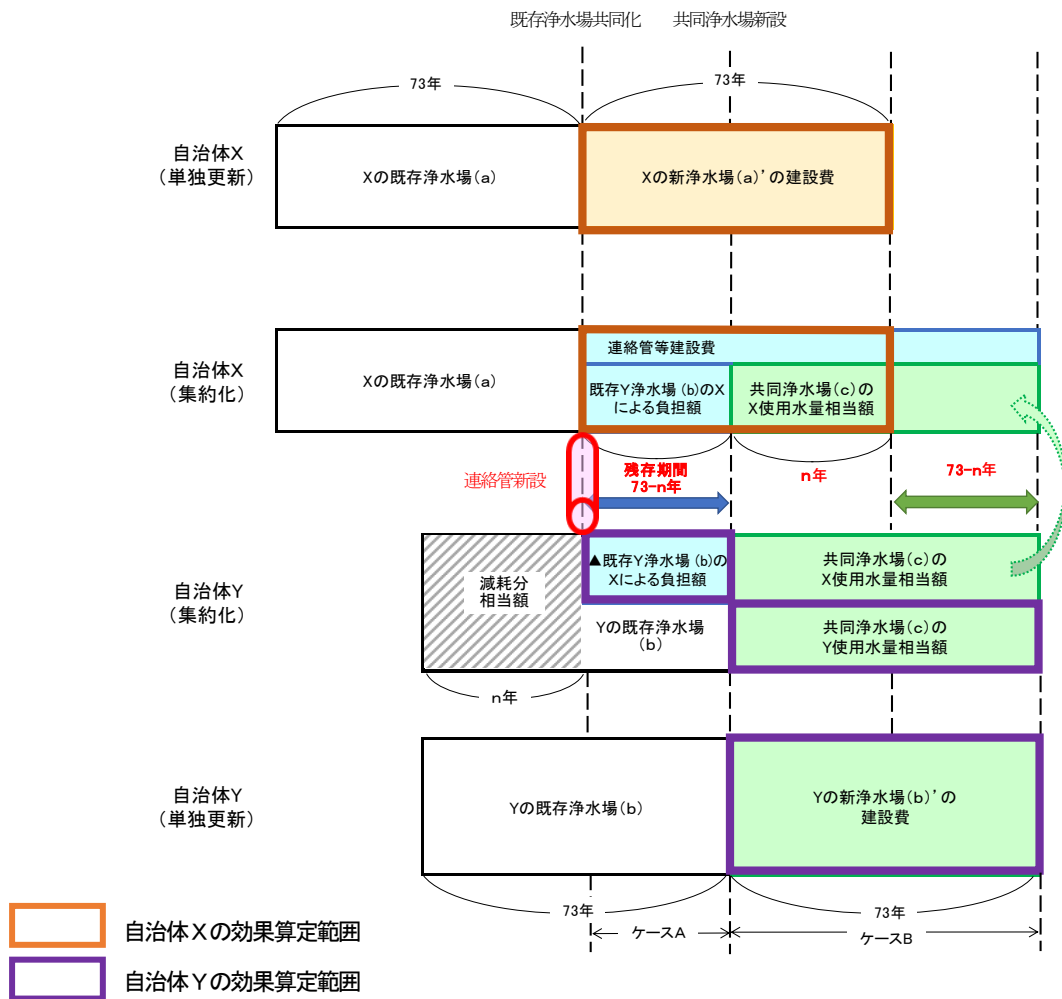 既存浄水場共同化
共同浄水場新設
73年
73年
自治体X
（単独更新）
Xの既存浄水場(a)
Xの新浄水場(a)’の建設費
自治体X
（集約化）
Xの既存浄水場(a)
連絡管等建設費
既存Y浄水場(b)のX
による負担額
共同浄水場(c)の
X使用水量相当額
連絡管新設
残存期間
73-n年
n年
73-n年
自治体Y
（集約化）
減耗分
相当額
▲既存Y浄水場(b)の
Xによる負担額
Yの既存浄水場
(b)
共同浄水場(c)の
X使用水量相当額
共同浄水場(c)の
Y使用水量相当額
n年
自治体Y
（単独更新）
Yの既存浄水場(b)
Yの新浄水場(b)’の
建設費
73年
73年
ケースA
ケースB
自治体Xの効果算定範囲
自治体Yの効果算定範囲